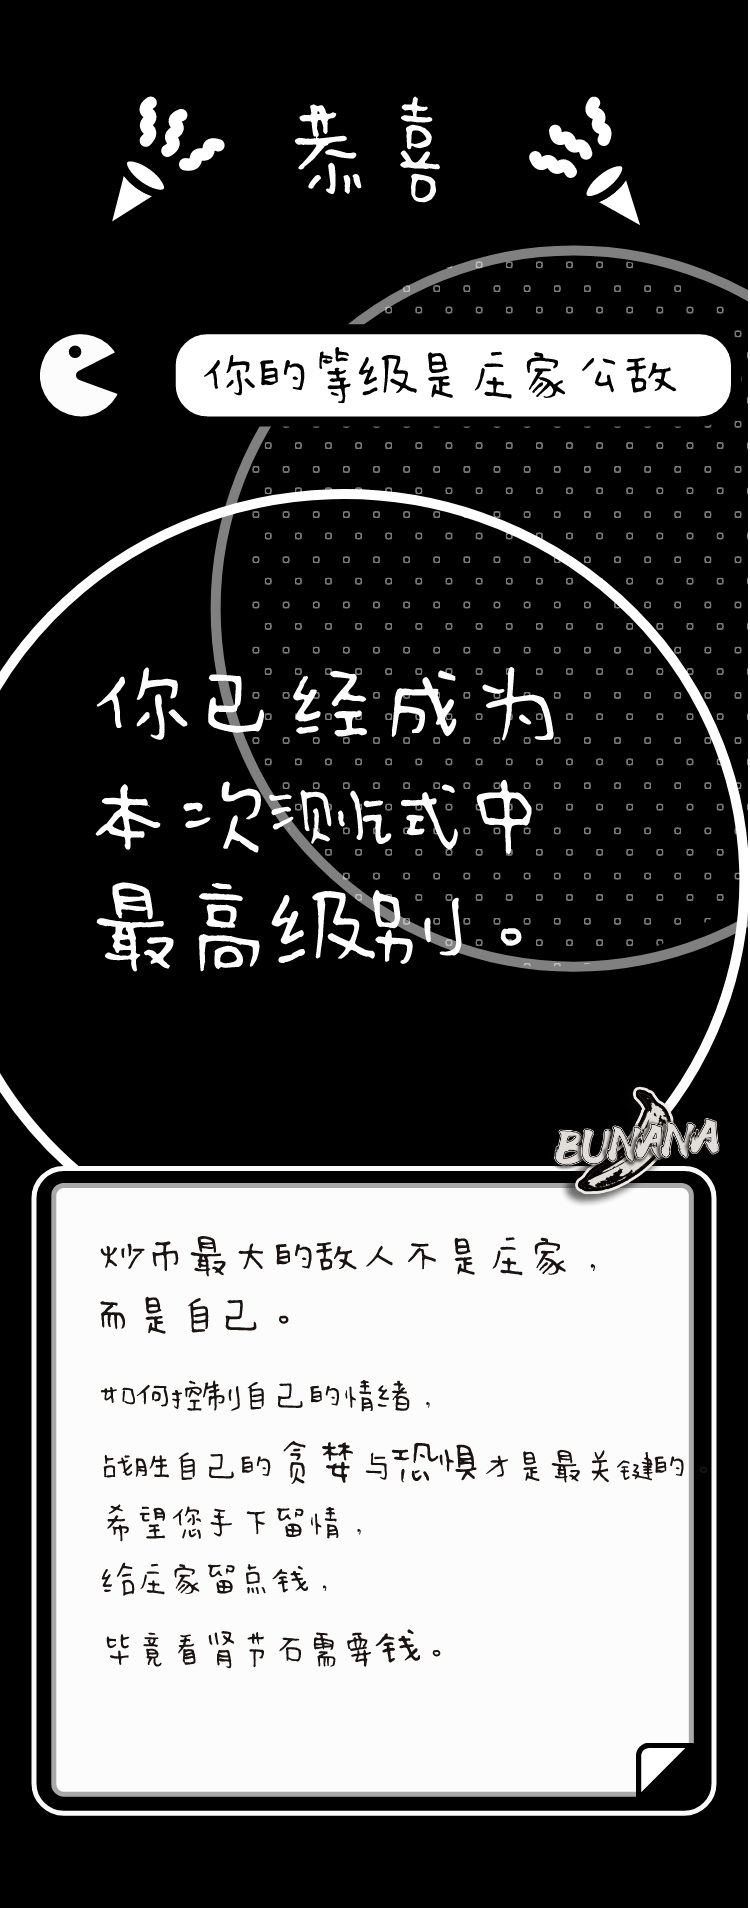 恭喜
你的等级是庄家公敌
你已经成为
本次测试中
最高级别。
BUNANA
炒币最大的敌人不是庄家，
而是自己。
如何控制自己的情绪，
战胜自己的贪婪与恐惧才是最关键的。
希望您手下留情，
给庄家留点钱，
毕竟看肾节石需要钱。